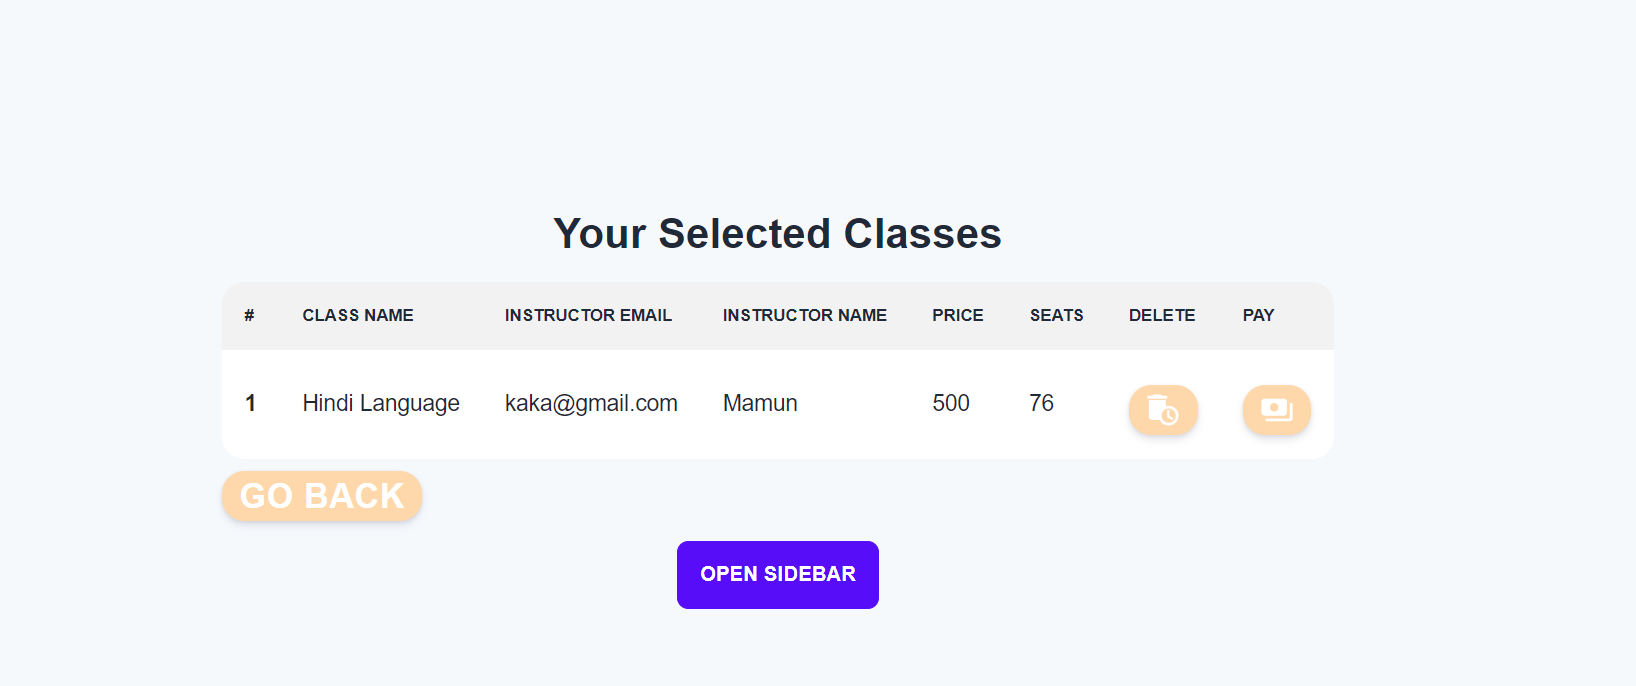 Your Selected Classes
# CLASS NAME INSTRUCTOR EMAIL INSTRUCTOR NAME PRICE SEATS DELETE PAY
1 Hindi Language kaka@gmail.com Mamun 500 76
GO BACK
OPEN SIDEBAR